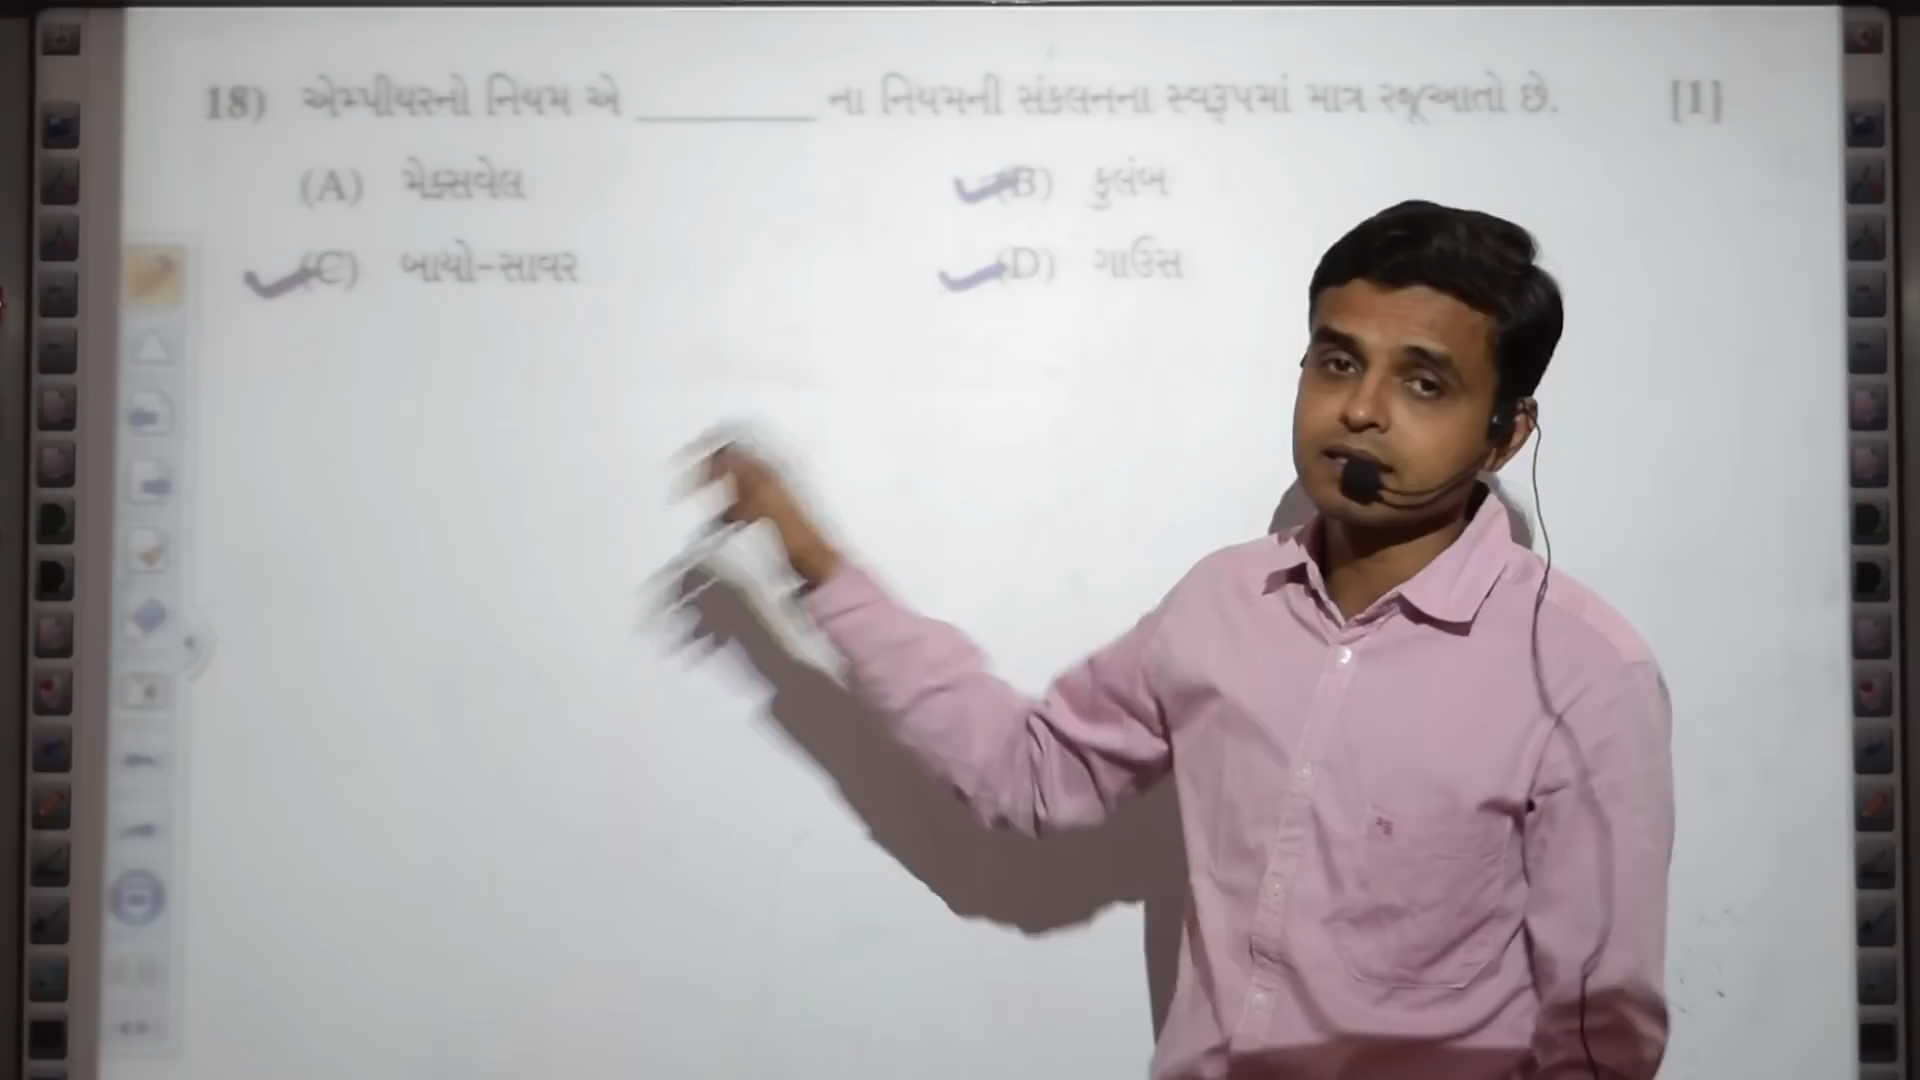 18) એમ્પીયરનો નિયમ એ ________ ના નિયમની સંકલનના સ્વરૂપમાં માત્ર રજૂઆતો છે. [1]
(A) મેક્સવેલ (B) કુલંબ
(C) બાયો-સાવર (D) ગાઉસ